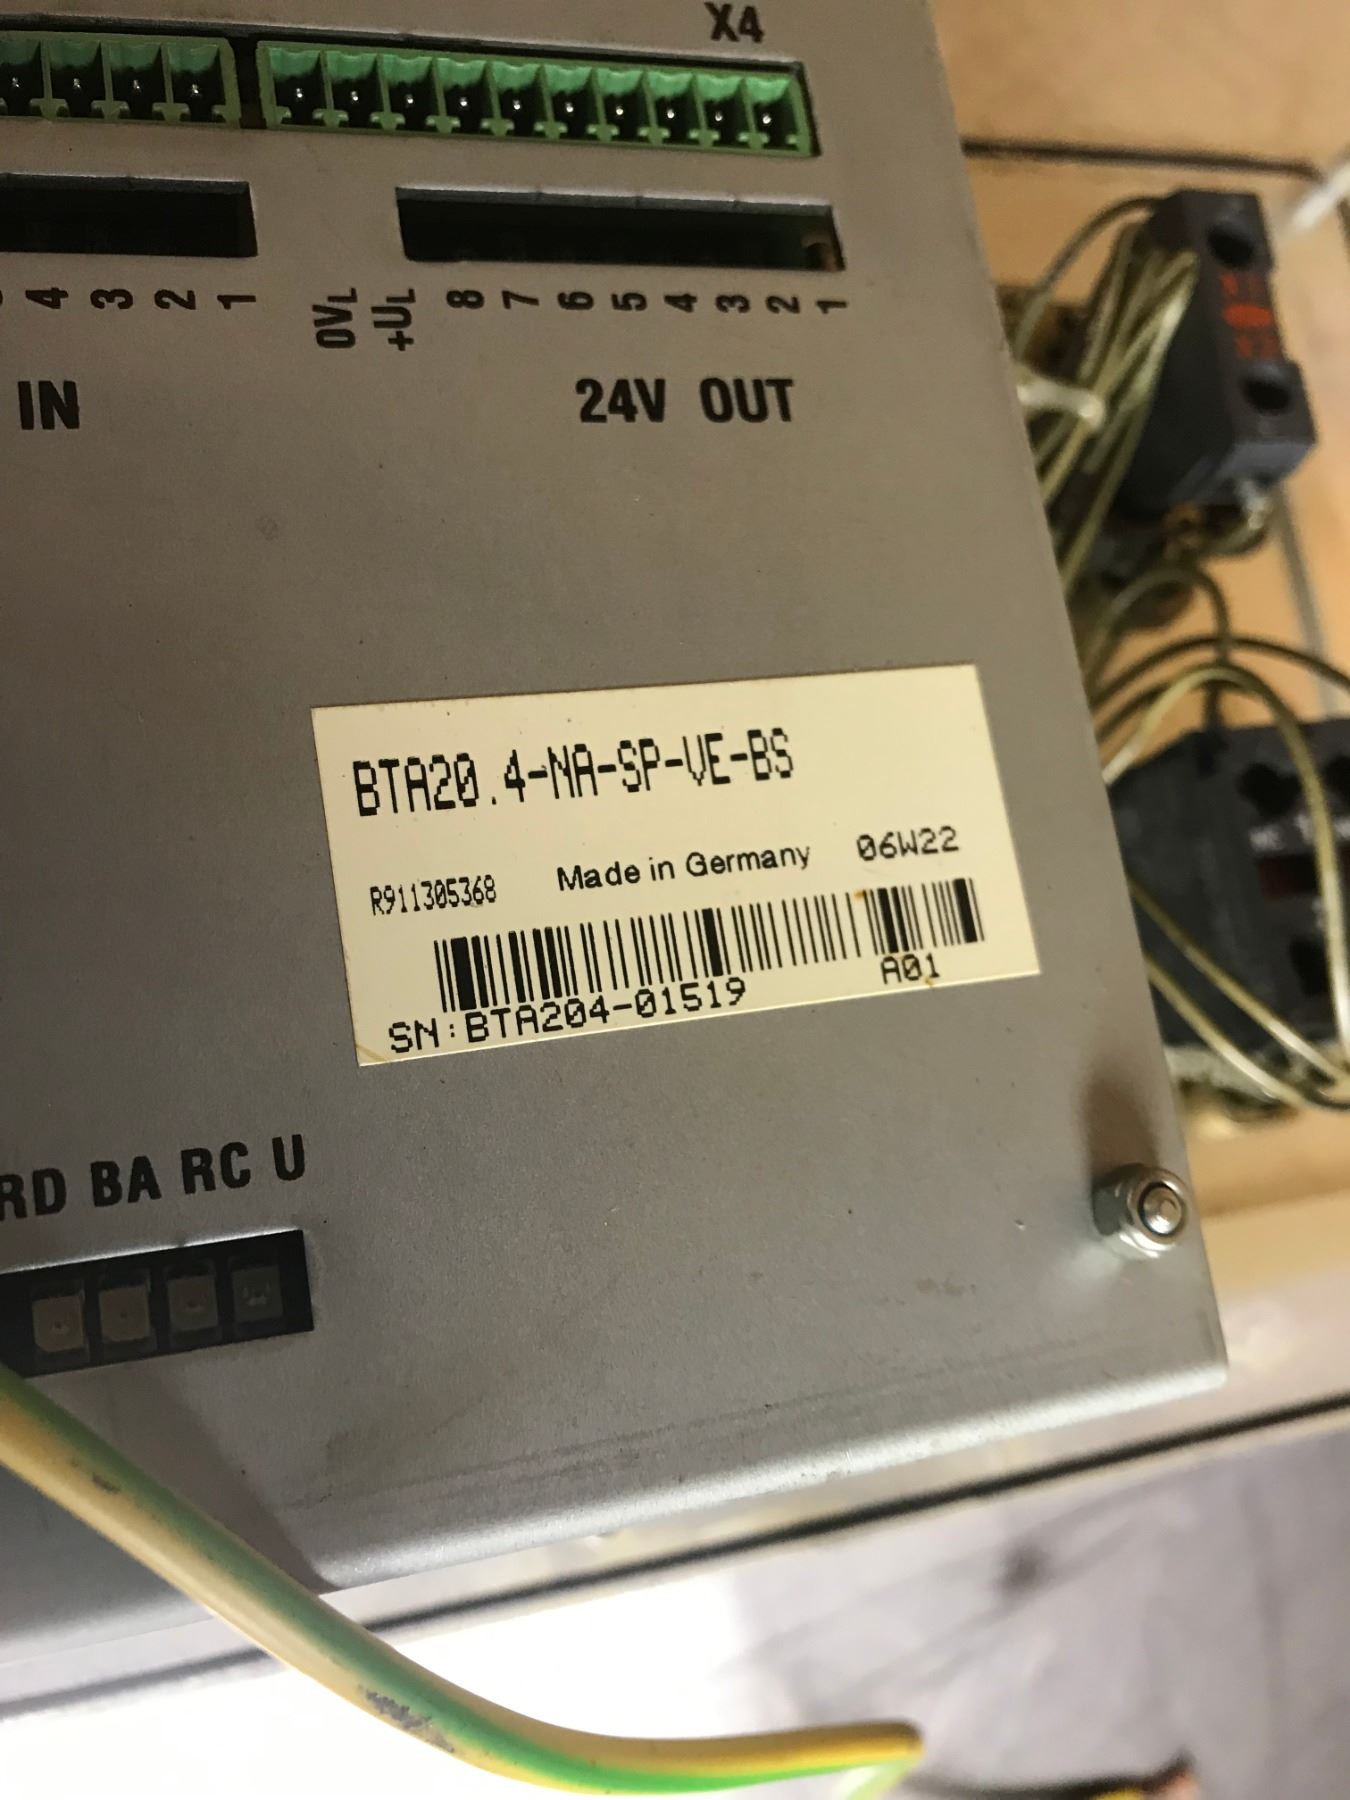 X4
4 3 2 1 0VL +UL 8 7 6 5 4 3 2 1
IN 24V OUT
BTA20.4-NA-SP-VE-BS
R911305368 Made in Germany 06W22
A01
SN:BTA204-01519
RD BA RC U